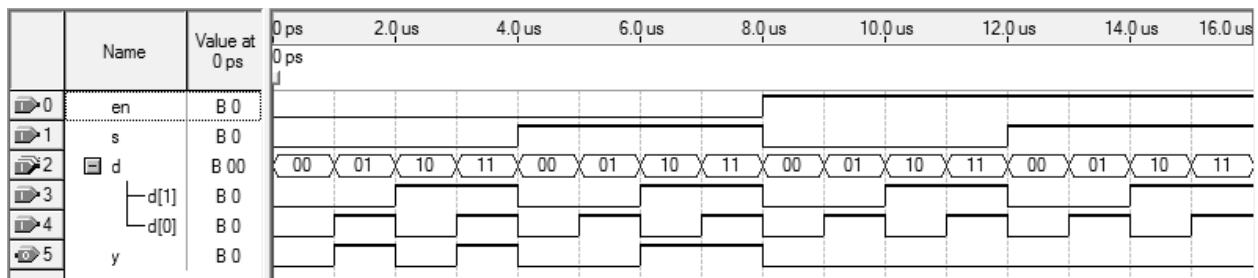 Name
Value at
0 ps
0 ps 2.0 us 4.0 us 6.0 us 8.0 us 10.0 us 12.0 us 14.0 us 16.0 us
0 ps
0 en B 0
1 s B 0
2 d B 00 00 01 10 11 00 01 10 11 00 01 10 11 00 01 10 11
3 d[1] B 0
4 d[0] B 0
5 y B 0